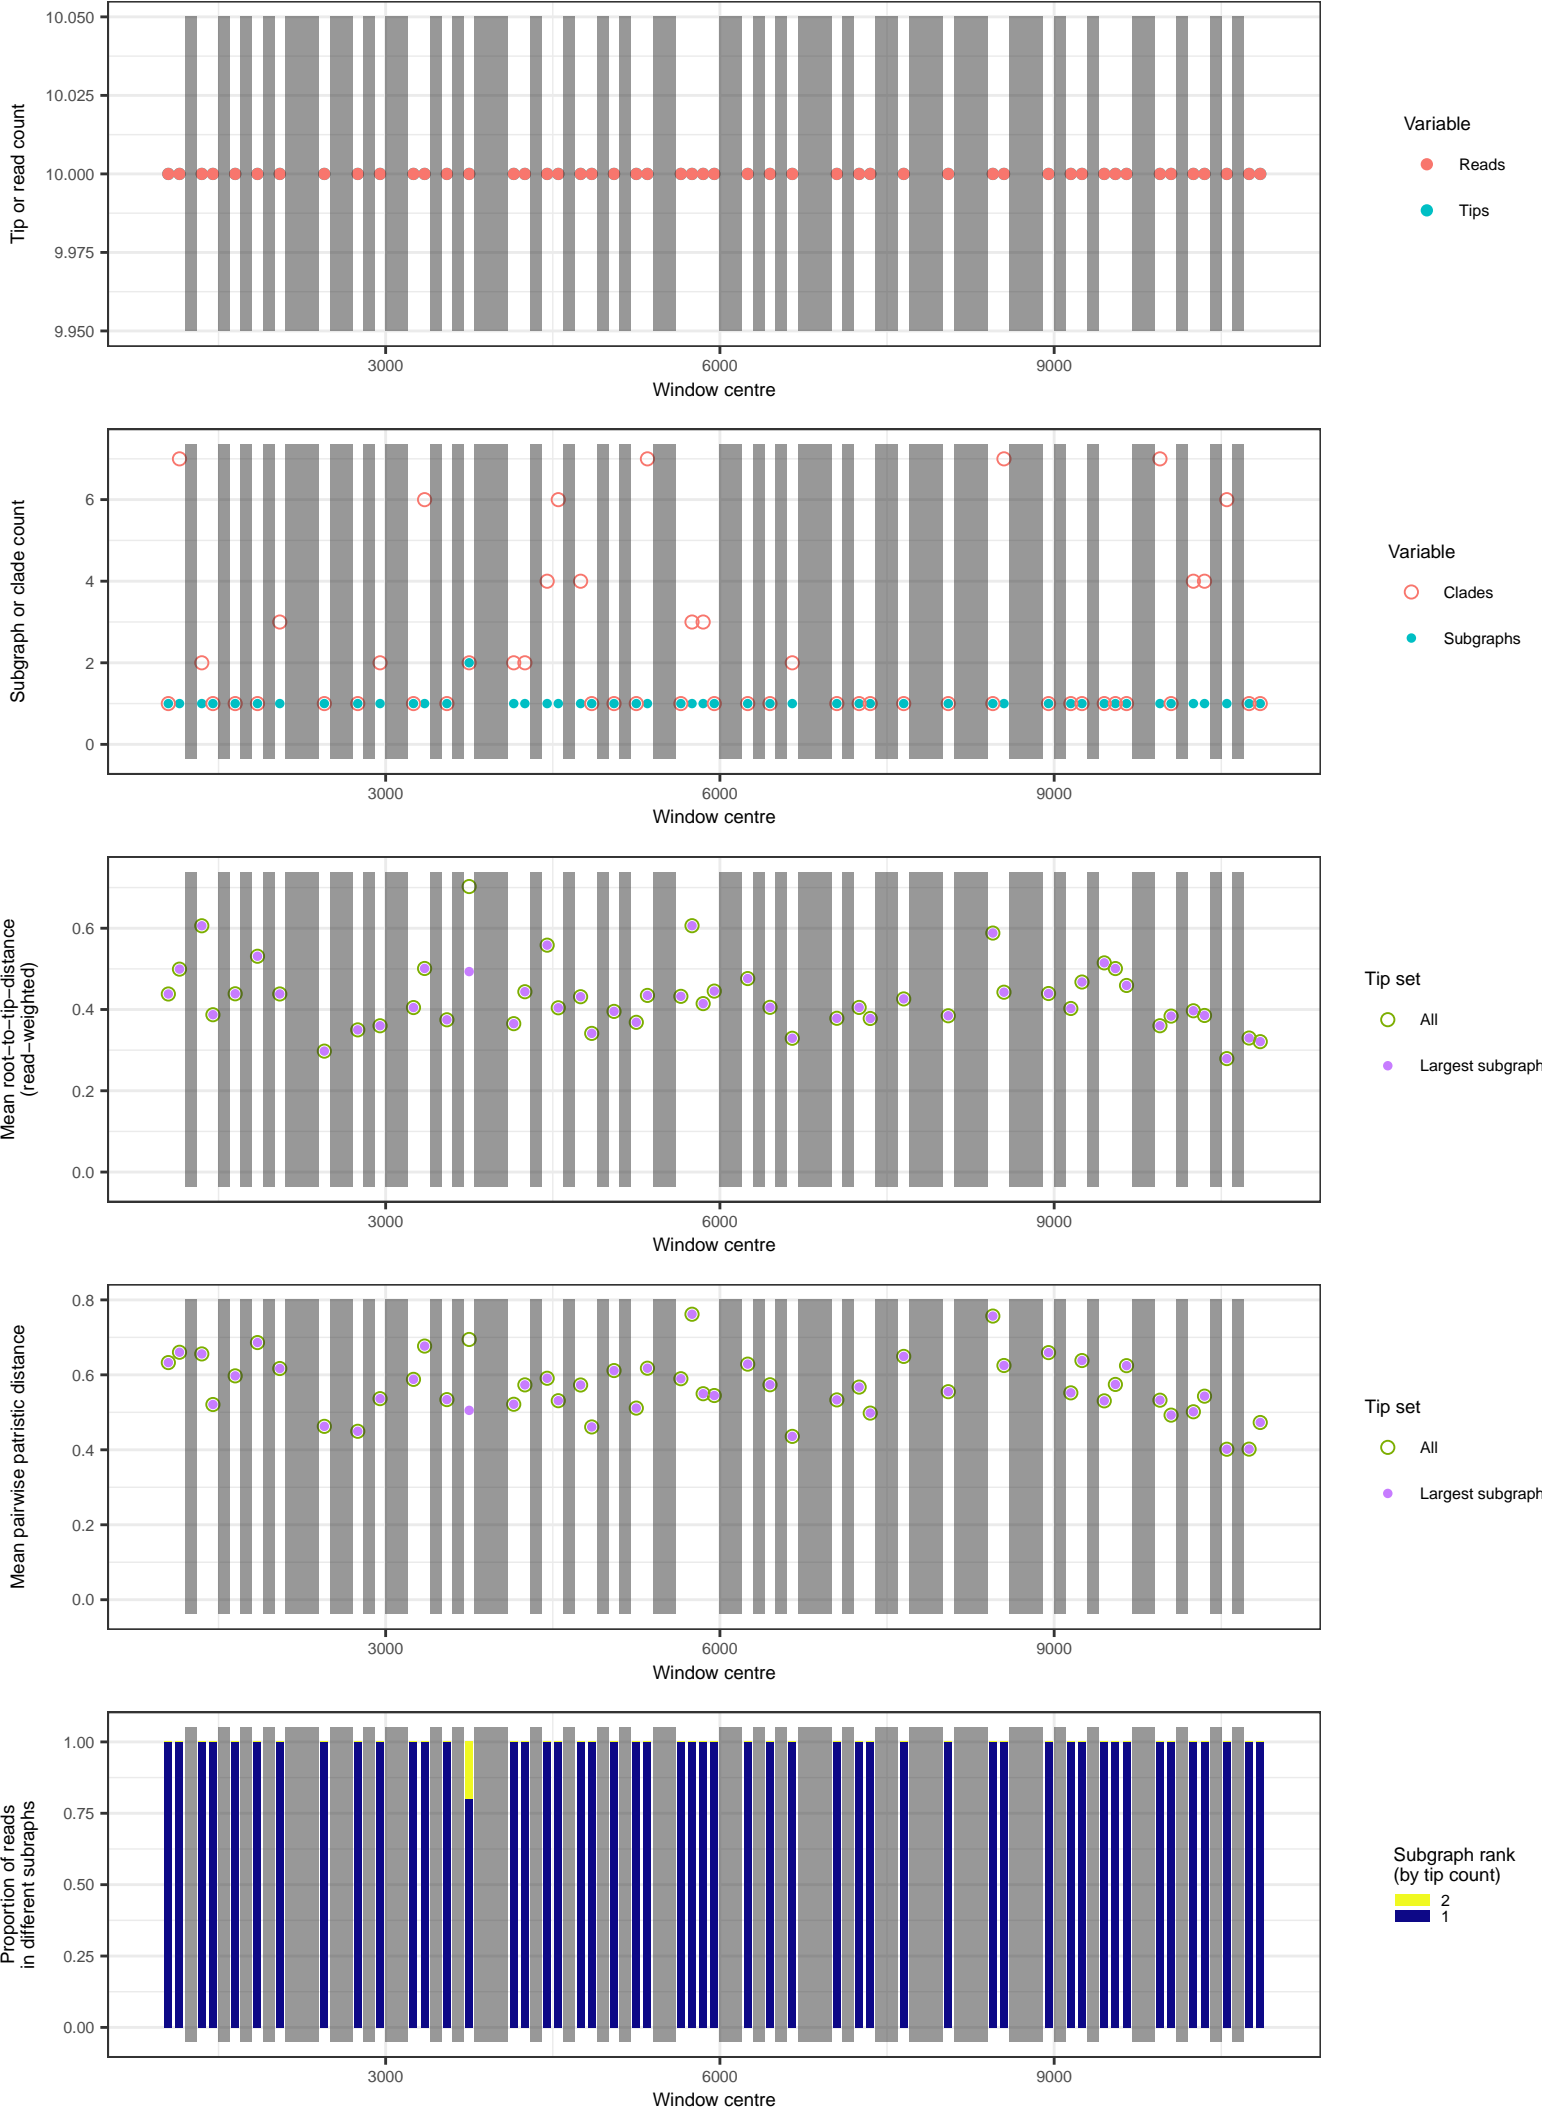 10.050
10.025
10.000
9.975
9.950
Tip or read count
3000
6000
9000
Window centre
Variable
Reads
Tips
6
4
2
0
Subgraph or clade count
3000
6000
9000
Window centre
Variable
Clades
Subgraphs
0.6
0.4
0.2
0.0
Mean root−to−tip−distance
(read−weighted)
3000
6000
9000
Window centre
Tip set
All
Largest subgraph
0.8
0.6
0.4
0.2
0.0
Mean pairwise patristic distance
3000
6000
9000
Window centre
Tip set
All
Largest subgraph
1.00
0.75
0.50
0.25
0.00
Proportion of reads
in different subraphs
3000
6000
9000
Window centre
Subgraph rank
(by tip count)
2
1